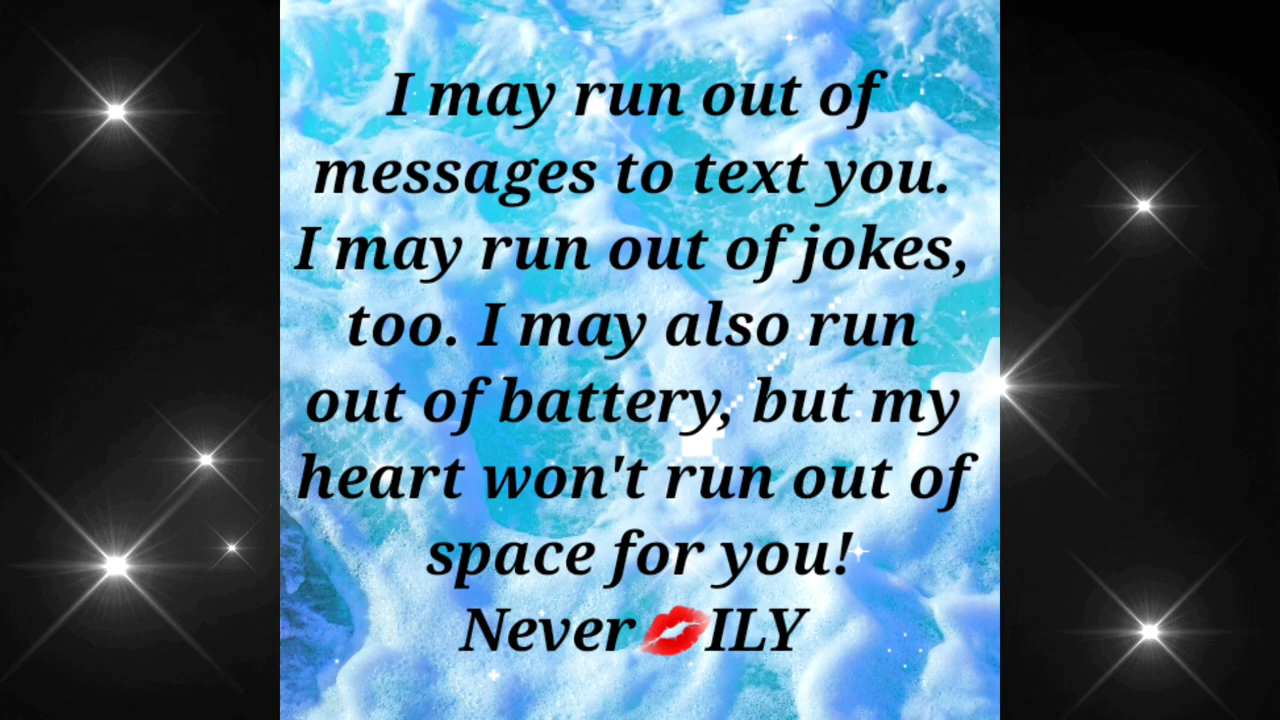 I may run out of
messages to text you.
I may run out of jokes,
too. I may also run
out of battery, but my
heart won't run out of
space for you!
Never💋ILY